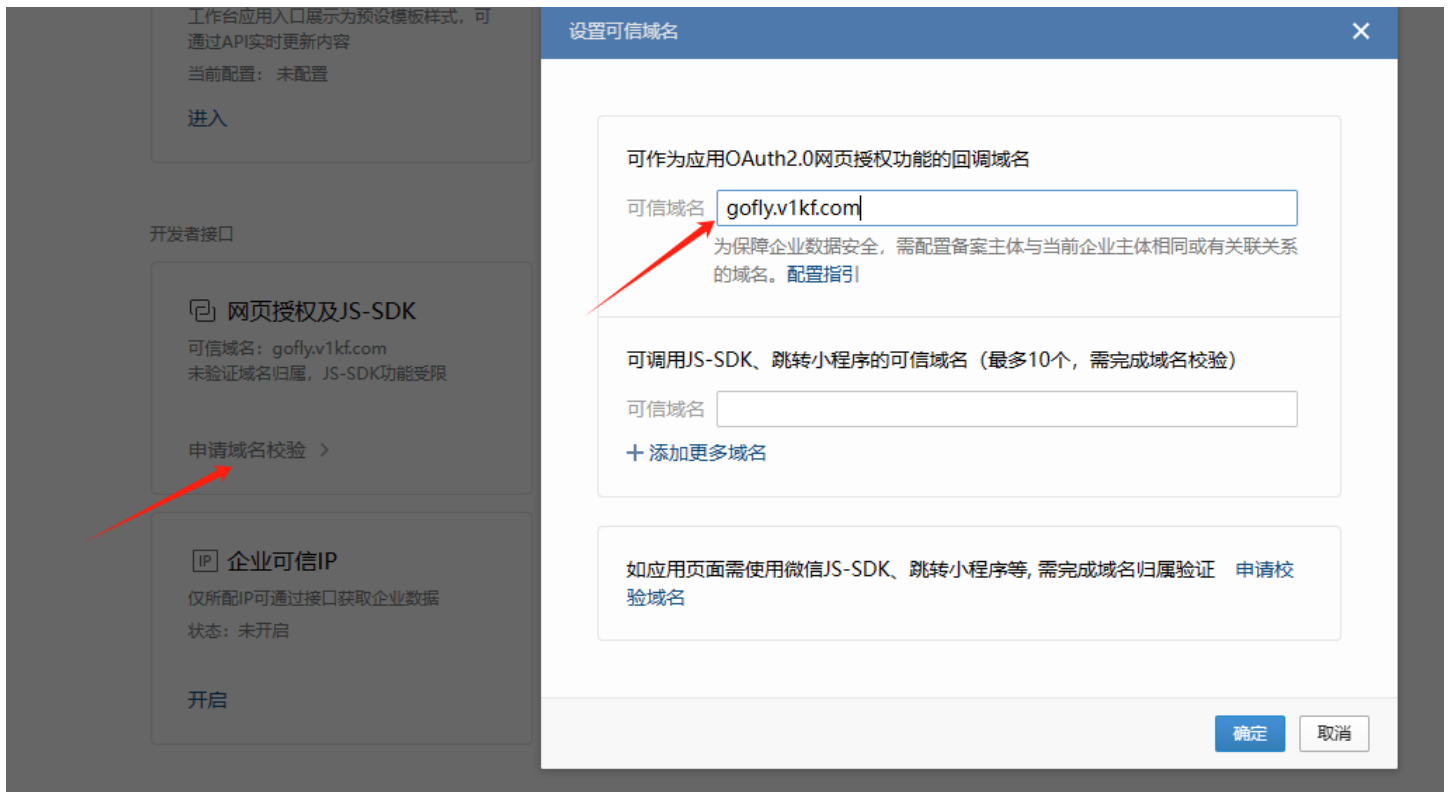 工作台应用入口展示为预设模板样式，可
通过API实时更新内容
当前配置： 未配置
进入
开发者接口
网页授权及JS-SDK
可信域名：gofly.v1kf.com
未验证域名归属，JS-SDK功能受限
申请域名校验 >
IP 企业可信IP
仅所配IP可通过接口获取企业数据
状态：未开启
开启
设置可信域名
可作为应用OAuth2.0网页授权功能的回调域名
可信域名 gofly.v1kf.com
为保障企业数据安全，需配置备案主体与当前企业主体相同或有关联关系
的域名。配置指引
可调用JS-SDK、跳转小程序的可信域名（最多10个，需完成域名校验）
可信域名
+ 添加更多域名
如应用页面需使用微信JS-SDK、跳转小程序等, 需完成域名归属验证 申请校
验域名
确定 取消